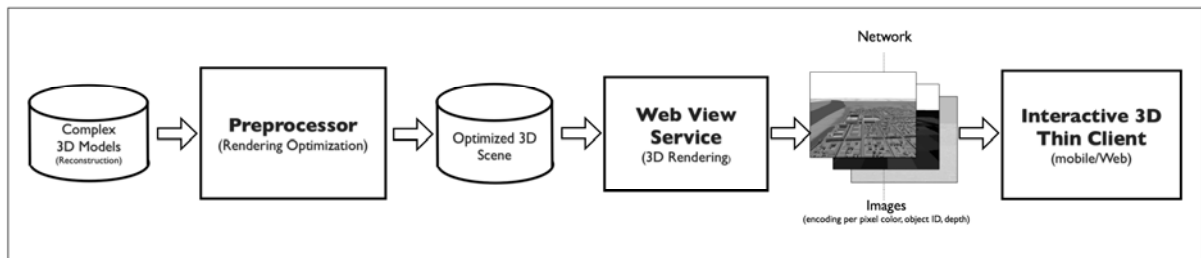 Complex
3D Models
(Reconstruction)
Preprocessor
(Rendering Optimization)
Optimized 3D
Scene
Web View
Service
(3D Rendering)
Network
Images
(encoding per pixel color, object ID, depth)
Interactive 3D
Thin Client
(mobile/Web)